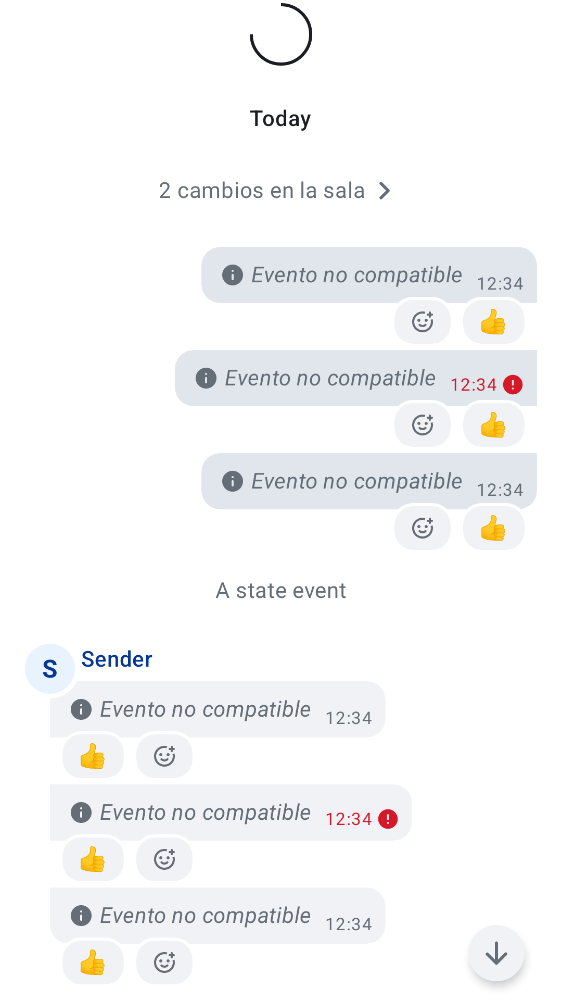 Today
2 cambios en la sala
Evento no compatible 12:34
Evento no compatible 12:34
Evento no compatible 12:34
A state event
S Sender
Evento no compatible 12:34
Evento no compatible 12:34
Evento no compatible 12:34